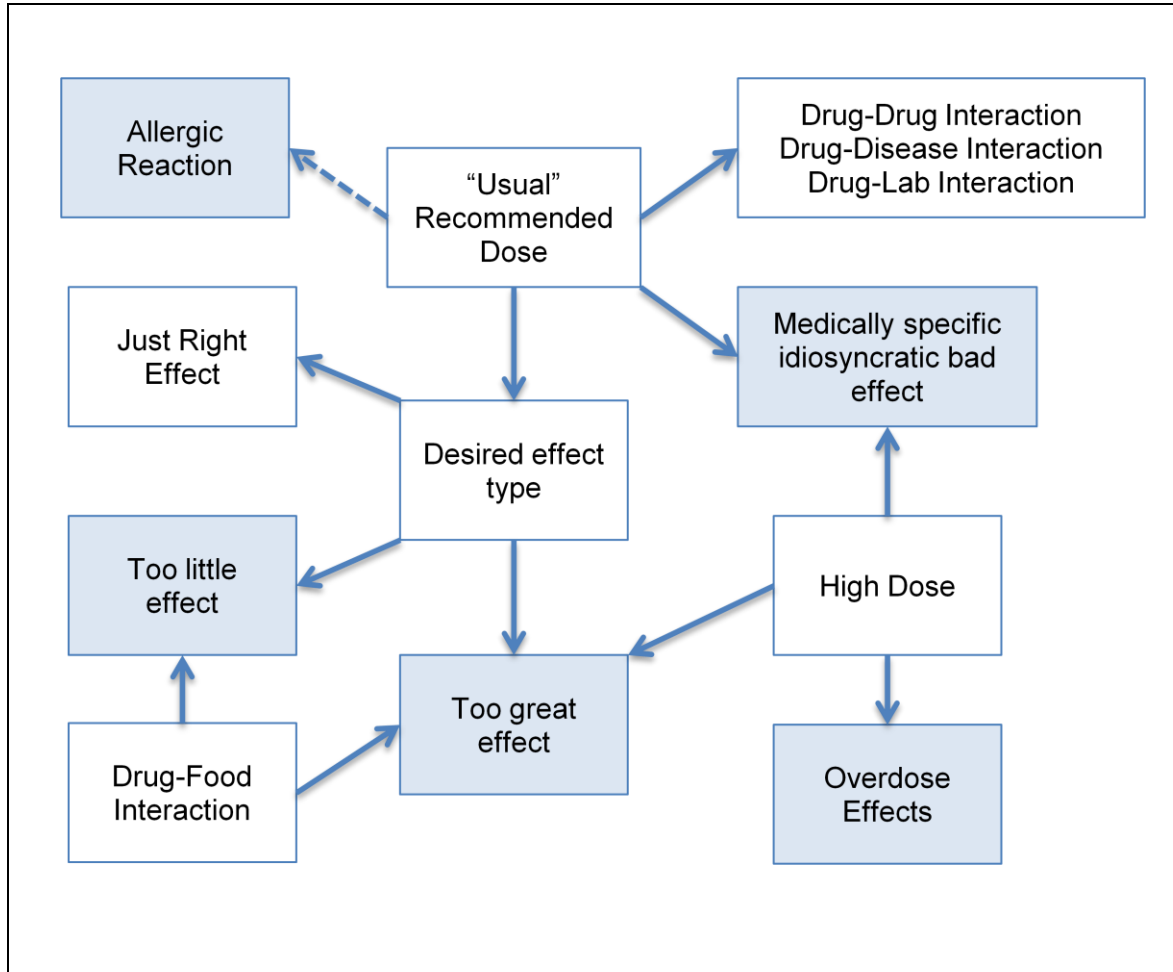 Allergic
Reaction
“Usual”
Recommended
Dose
Drug-Drug Interaction
Drug-Disease Interaction
Drug-Lab Interaction
Just Right
Effect
Medically specific
idiosyncratic bad
effect
Desired effect
type
Too little
effect
High Dose
Too great
effect
Drug-Food
Interaction
Overdose
Effects